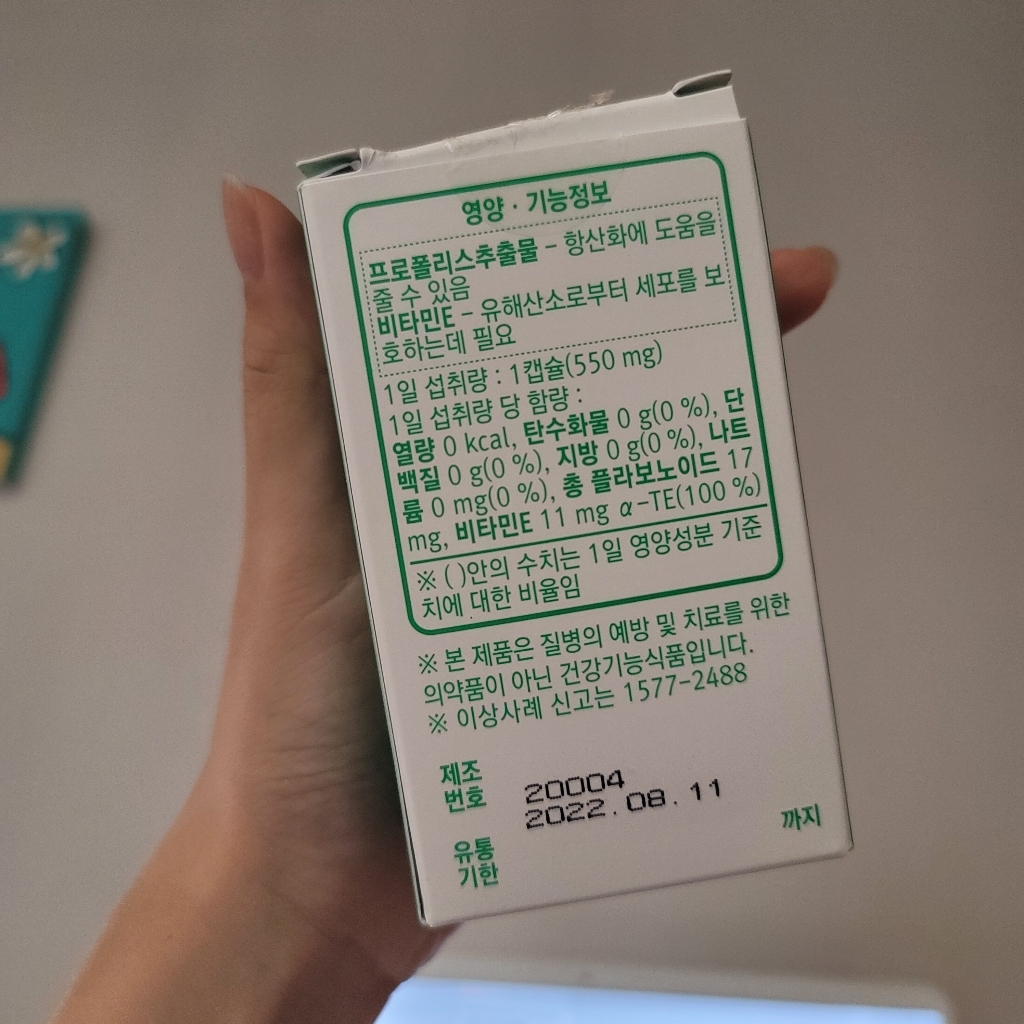 영양 · 기능정보
프로폴리스추출물 - 항산화에 도움을
줄 수 있음
비타민E - 유해산소로부터 세포를 보
호하는데 필요
1일 섭취량 : 1캡슐(550 mg)
1일 섭취량 당 함량 :
열량 0 kcal, 탄수화물 0 g(0 %), 단
백질 0 g(0 %), 지방 0 g(0 %), 나트
륨 0 mg(0 %), 총 플라보노이드 17
mg, 비타민E 11 mg α-TE(100 %)
※ ( )안의 수치는 1일 영양성분 기준
치에 대한 비율임
※ 본 제품은 질병의 예방 및 치료를 위한
의약품이 아닌 건강기능식품입니다.
※ 이상사례 신고는 1577-2488
제조
번호
20004
2022.08.11
까지
유통
기한